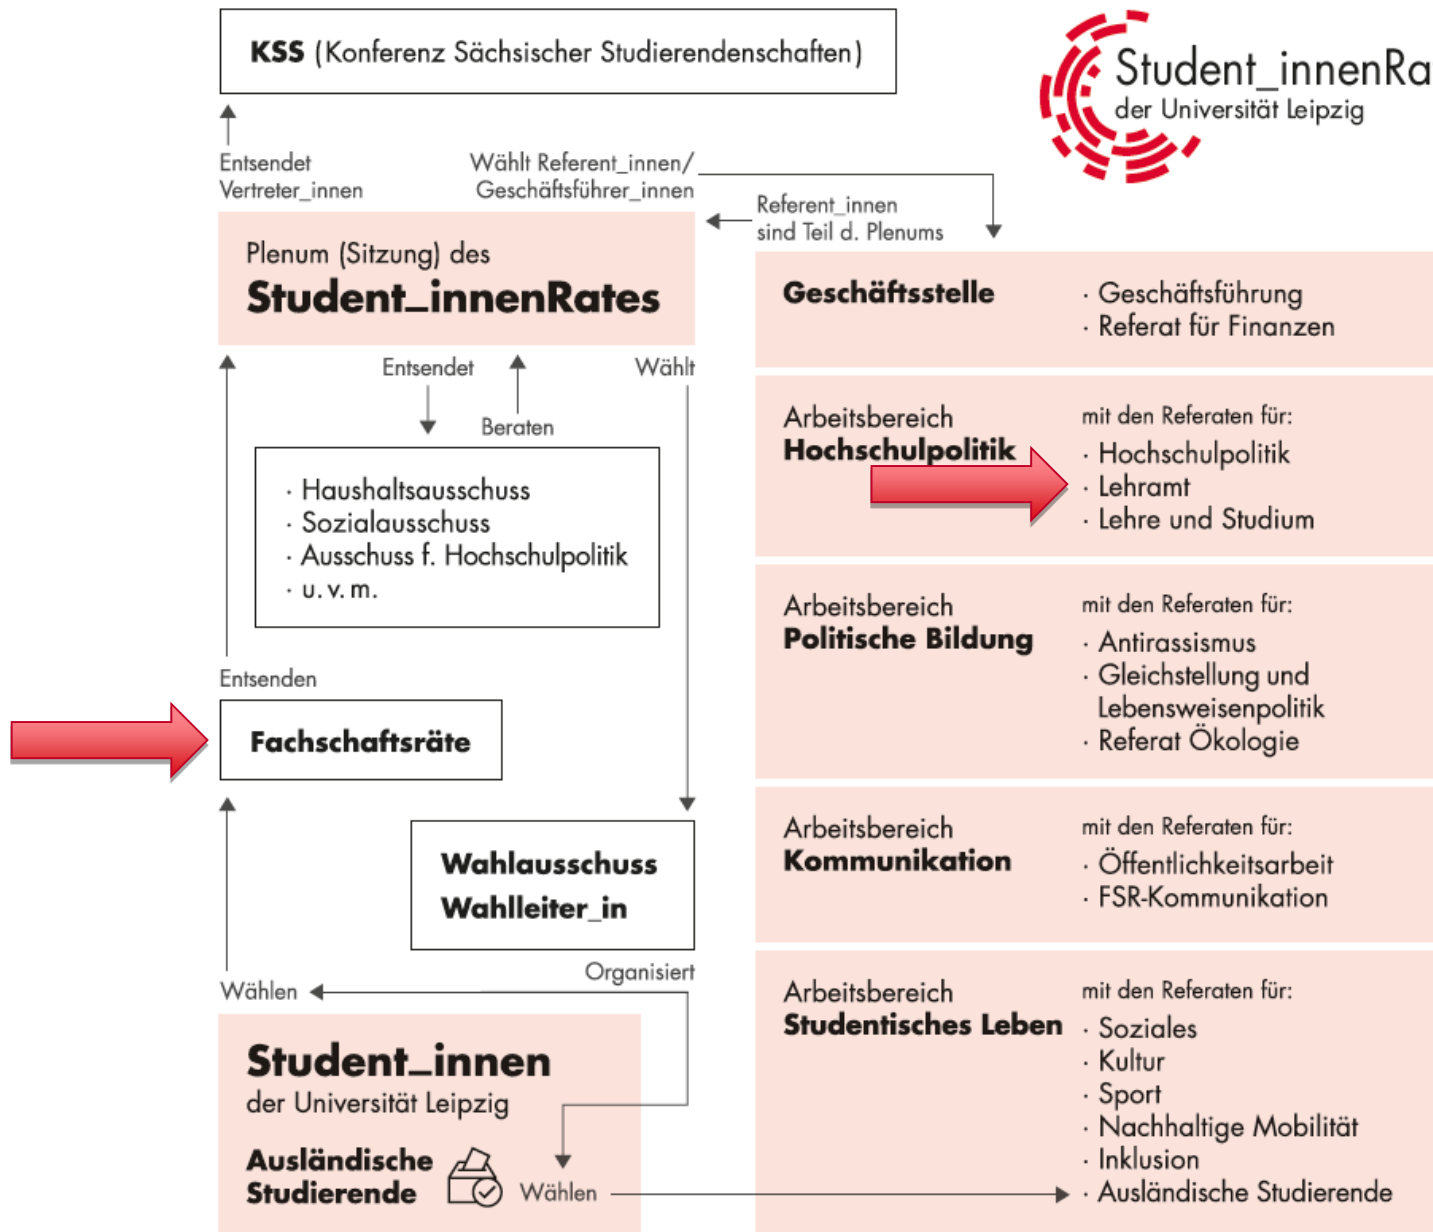 KSS (Konferenz Sächsischer Studierendenschaften)
Student_innenRa
der Universität Leipzig
Entsendet
Vertreter_innen
Wählt Referent_innen/
Geschäftsführer_innen
Referent_innen
sind Teil d. Plenums
Plenum (Sitzung) des
Student_innenRates
Entsendet
Beraten
Wählt
· Haushaltsausschuss
· Sozialausschuss
· Ausschuss f. Hochschulpolitik
· u. v. m.
Entsenden
Fachschaftsräte
Wahlausschuss
Wahlleiter_in
Organisiert
Wählen
Student_innen
der Universität Leipzig
Ausländische
Studierende
Wählen
Geschäftsstelle
· Geschäftsführung
· Referat für Finanzen
Arbeitsbereich
Hochschulpolitik
mit den Referaten für:
· Hochschulpolitik
· Lehramt
· Lehre und Studium
Arbeitsbereich
Politische Bildung
mit den Referaten für:
· Antirassismus
· Gleichstellung und
Lebensweisenpolitik
· Referat Ökologie
Arbeitsbereich
Kommunikation
mit den Referaten für:
· Öffentlichkeitsarbeit
· FSR-Kommunikation
Arbeitsbereich
Studentisches Leben
mit den Referaten für:
· Soziales
· Kultur
· Sport
· Nachhaltige Mobilität
· Inklusion
· Ausländische Studierende